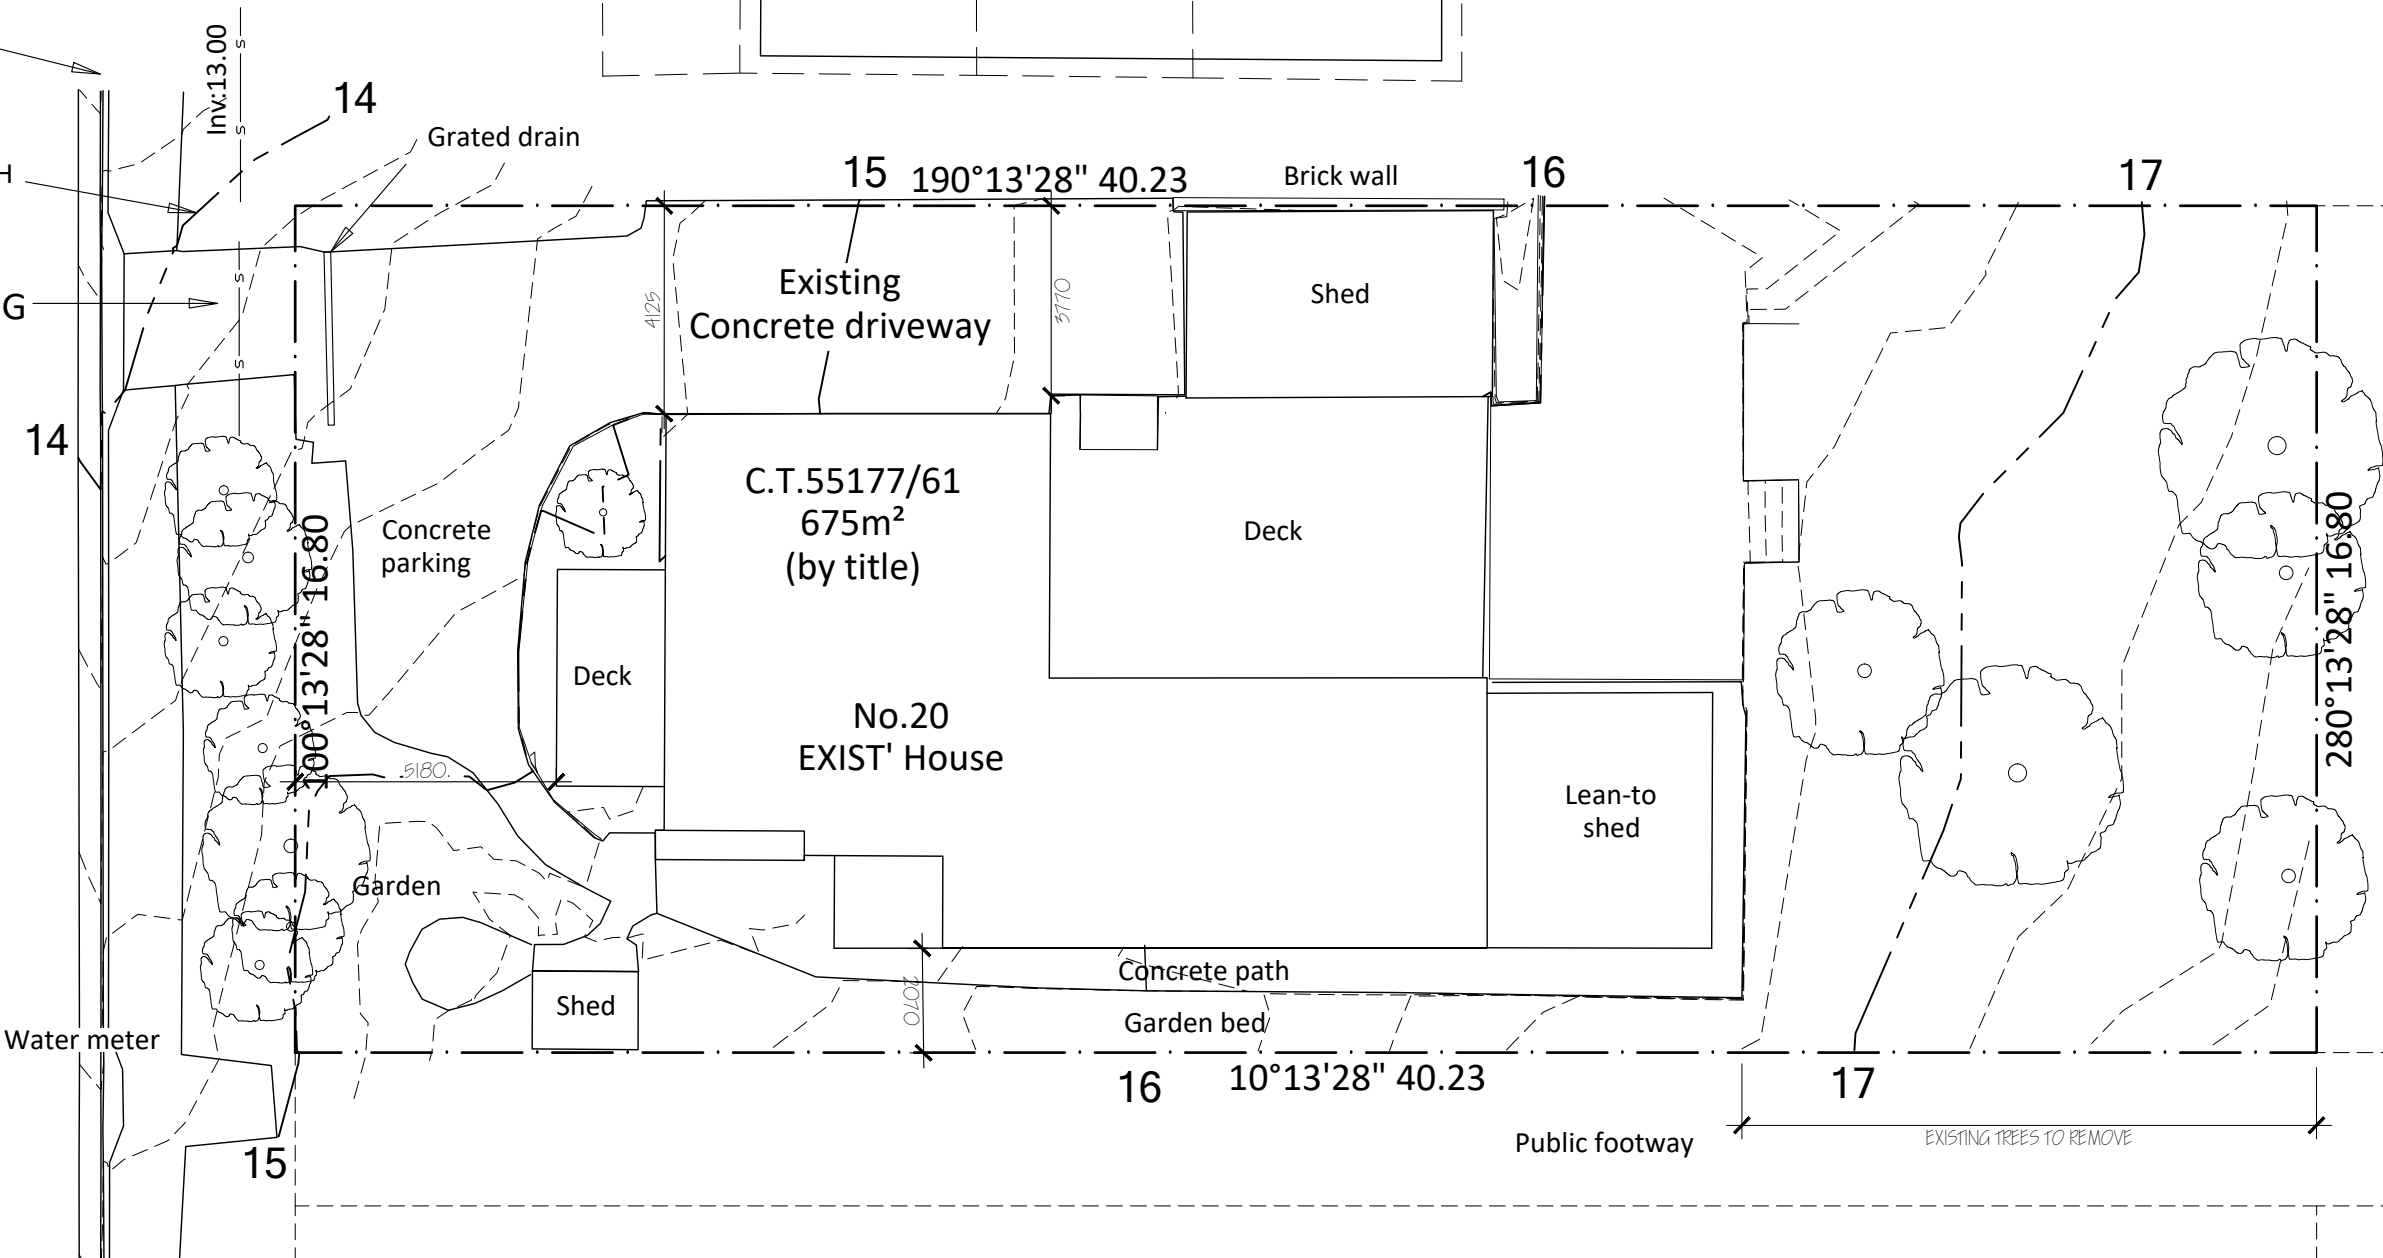 Inv:13.00
14
Grated drain
H
15
190°13'28" 40.23
Brick wall
16
17
G
4125
Existing
Concrete driveway
3770
Shed
14
C.T.55177/61
675m²
(by title)
Concrete
parking
Deck
100°13'28" 16.80
280°13'28" 16.80
Deck
No.20
EXIST' House
5180
Lean-to
shed
Garden
Concrete path
2070
Shed
Garden bed
Water meter
16
10°13'28" 40.23
17
Public footway
EXISTING TREES TO REMOVE
15
S
S
S
S